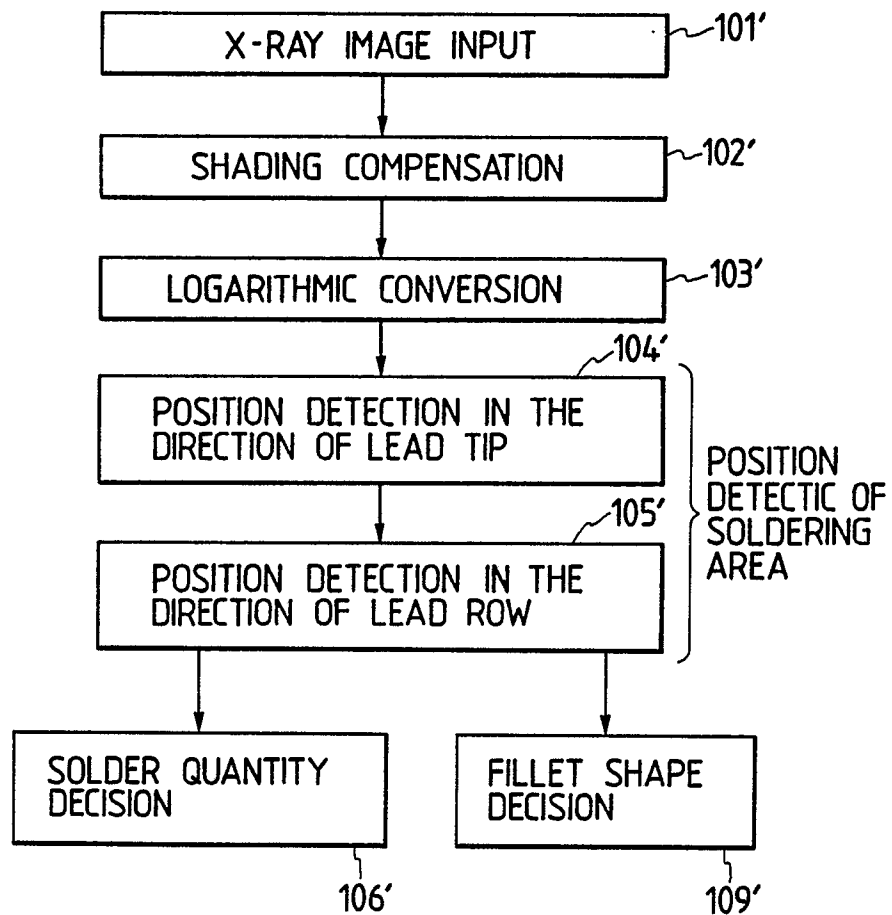 X-RAY IMAGE INPUT
101'
SHADING COMPENSATION
102'
LOGARITHMIC CONVERSION
103'
104'
POSITION DETECTION IN THE
DIRECTION OF LEAD TIP
POSITION
DETECTIC OF
SOLDERING
AREA
105'
POSITION DETECTION IN THE
DIRECTION OF LEAD ROW
SOLDER QUANTITY
DECISION
106'
FILLET SHAPE
DECISION
109'